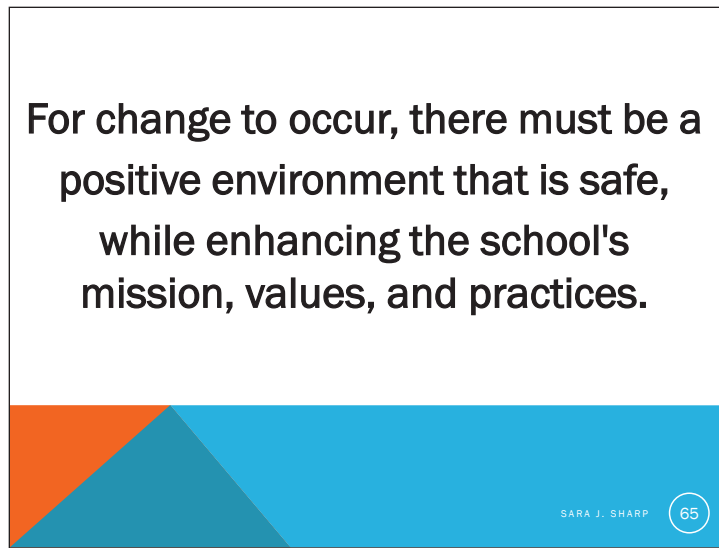 For change to occur, there must be a
positive environment that is safe,
while enhancing the school's
mission, values, and practices.
SARA J. SHARP
65